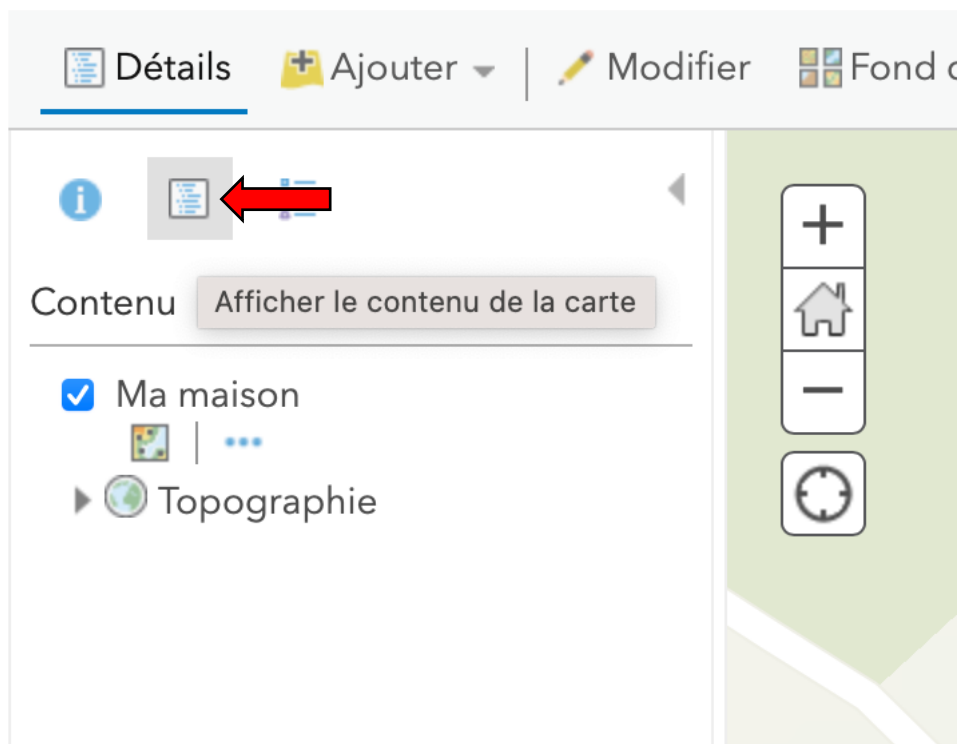 Détails Ajouter Modifier Fond
Contenu Afficher le contenu de la carte
Ma maison
Topographie